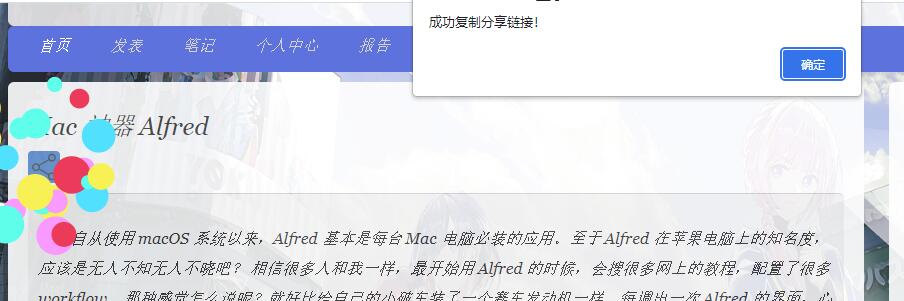 成功复制分享链接!
确定
首页 发表 笔记 个人中心 报告
Mac 神器 Alfred
自从使用 macOS 系统以来，Alfred 基本是每台 Mac 电脑必装的应用。至于 Alfred 在苹果电脑上的知名度，
应该是无人不知无人不晓吧？ 相信很多人和我一样，最开始用 Alfred 的时候，会搜很多网上的教程，配置了很多
workflow，那种感觉怎么说呢？就好比给自己的小破车装了一个赛车发动机一样，每调出一次 Alfred 的界面，心